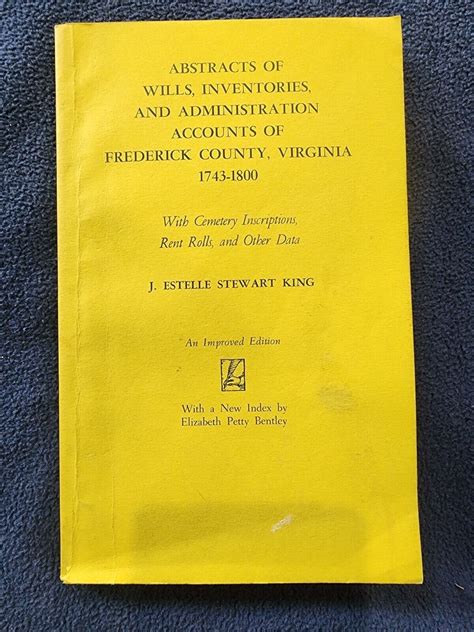 ABSTRACTS OF
WILLS, INVENTORIES,
AND ADMINISTRATION
ACCOUNTS OF
FREDERICK COUNTY, VIRGINIA
1743-1800
With Cemetery Inscriptions,
Rent Rolls, and Other Data
J. ESTELLE STEWART KING
An Improved Edition
With a New Index by
Elizabeth Petty Bentley